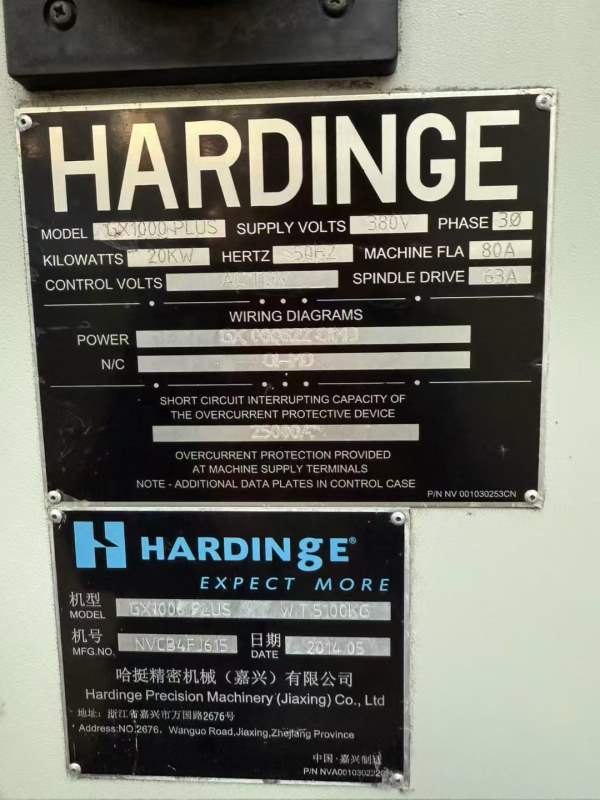 HARDINGE
MODEL GX1000 PLUS SUPPLY VOLTS 380V PHASE 3Ø
KILOWATTS 20KW HERTZ 50HZ MACHINE FLA 80A
CONTROL VOLTS SPINDLE DRIVE 63A
WIRING DIAGRAMS
POWER
N/C OI-MD
SHORT CIRCUIT INTERRUPTING CAPACITY OF
THE OVERCURRENT PROTECTIVE DEVICE
25000A
OVERCURRENT PROTECTION PROVIDED
AT MACHINE SUPPLY TERMINALS
NOTE - ADDITIONAL DATA PLATES IN CONTROL CASE
P/N NV 001030253CN
HARDINGE®
EXPECT MORE
机型
MODEL PLUS W.T 5100KG
机号 日期
MFG.NO. NVCB4FJ615 DATE 2014.05
哈挺精密机械（嘉兴）有限公司
Hardinge Precision Machinery (Jiaxing) Co., Ltd
地址: 浙江省嘉兴市万国路2676号
Address:NO.2676, Wanguo Road,Jiaxing,Zhejiang Province
中国·嘉兴制造
P/N